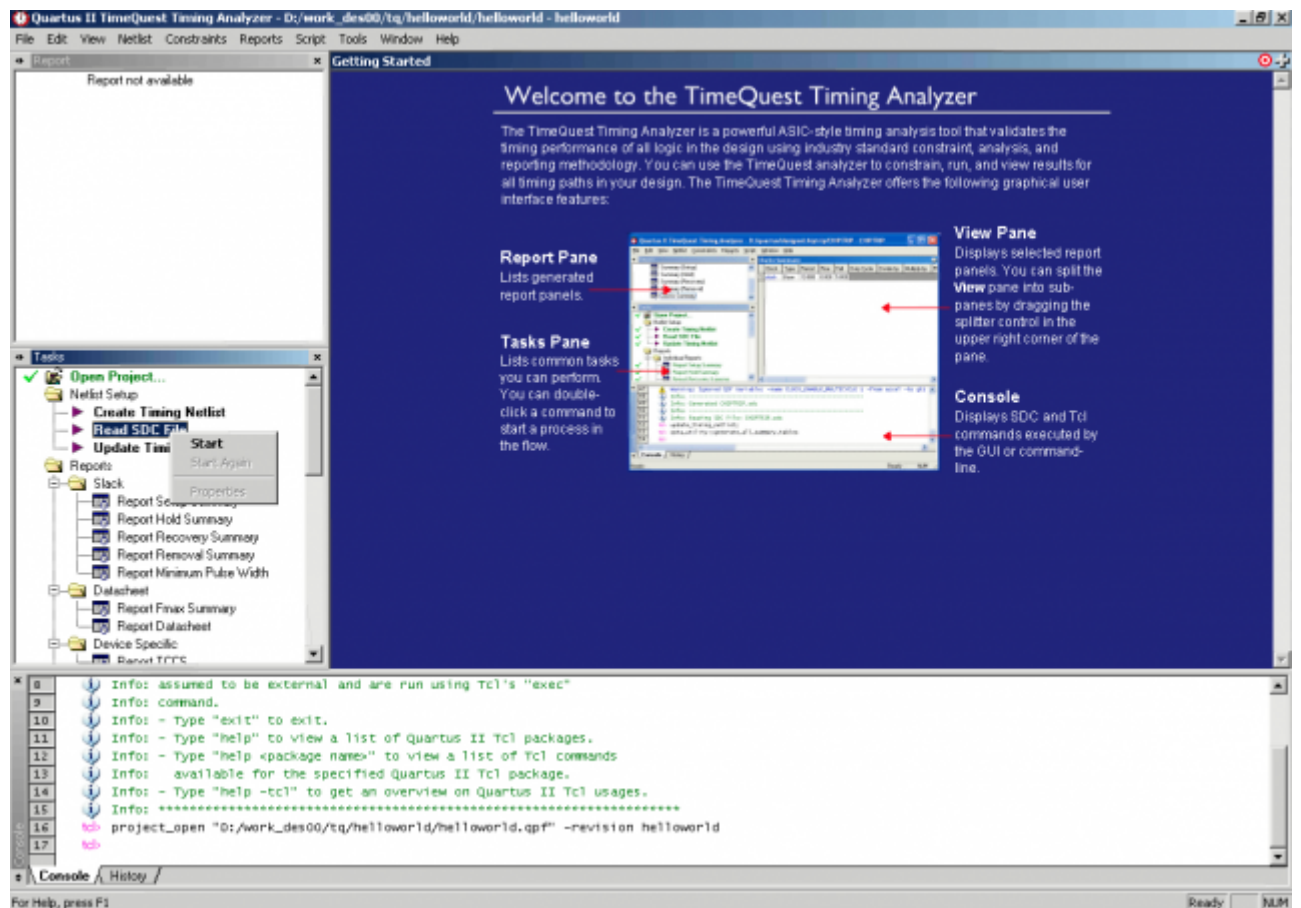 Quartus II TimeQuest Timing Analyzer - D:/work_des00/tq/helloworld/helloworld - helloworld
File Edit View Netlist Constraints Reports Script Tools Window Help
Report
Report not available
Getting Started
Welcome to the TimeQuest Timing Analyzer
The TimeQuest Timing Analyzer is a powerful ASIC-style timing analysis tool that validates the
timing performance of all logic in the design using industry standard constraint, analysis, and
reporting methodology. You can use the TimeQuest analyzer to constrain, run, and view results for
all timing paths in your design. The TimeQuest Timing Analyzer offers the following graphical user
interface features:
Report Pane
Lists generated
report panels.
Tasks Pane
Lists common tasks
you can perform.
You can double-
click a command to
start a process in
the flow.
View Pane
Displays selected report
panels. You can split the
View pane into sub-
panes by dragging the
splitter control in the
upper right corner of the
pane.
Console
Displays SDC and Tcl
commands executed by
the GUI or command-
line.
Tasks
Open Project...
Netlist Setup
Create Timing Netlist
Read SDC File
Update Timi
Start
Start Again
Properties
Reports
Slack
Report Setup Summary
Report Hold Summary
Report Recovery Summary
Report Removal Summary
Report Minimum Pulse Width
Datasheet
Report Fmax Summary
Report Datasheet
Device Specific
Report TCCS
8 Info: assumed to be external and are run using Tcl's "exec"
9 Info: command.
10 Info: - Type "exit" to exit.
11 Info: - Type "help" to view a list of Quartus II Tcl packages.
12 Info: - Type "help <package name>" to view a list of Tcl commands
13 Info: available for the specified Quartus II Tcl package.
14 Info: - Type "help -tcl" to get an overview on Quartus II Tcl usages.
15 Info: *******************************************************************
16 tcl> project_open "D:/work_des00/tq/helloworld/helloworld.qpf" -revision helloworld
17 tcl>
Console
Console History
For Help, press F1
Ready NUM